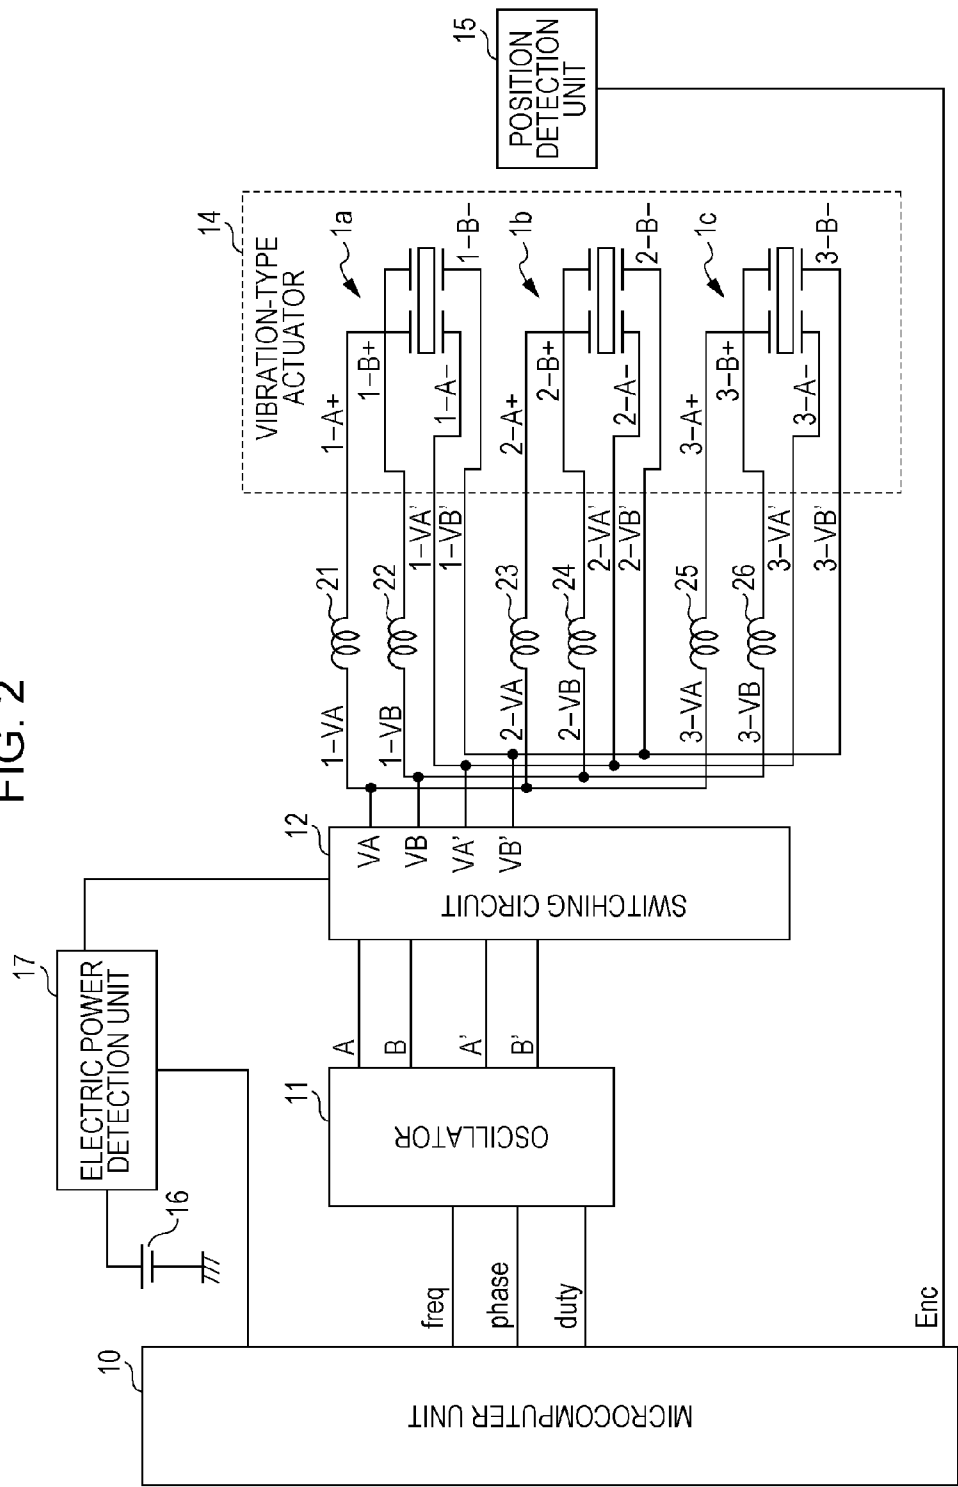 FIG. 2
10
MICROCOMPUTER UNIT
16
17
ELECTRIC POWER
DETECTION UNIT
freq
phase
duty
Enc
11
OSCILLATOR
A
B
A'
B'
12
SWITCHING CIRCUIT
VA
VB
VA'
VB'
1-VA
21
1-VB
22
1-VA'
1-VB'
2-VA
23
2-VB
24
2-VA'
2-VB'
3-VA
25
3-VB
26
3-VA'
3-VB'
14
VIBRATION-TYPE
ACTUATOR
1-A+
1-B+
1a
1-A-
1-B-
2-A+
2-B+
1b
2-A-
2-B-
3-A+
3-B+
1c
3-A-
3-B-
15
POSITION
DETECTION
UNIT